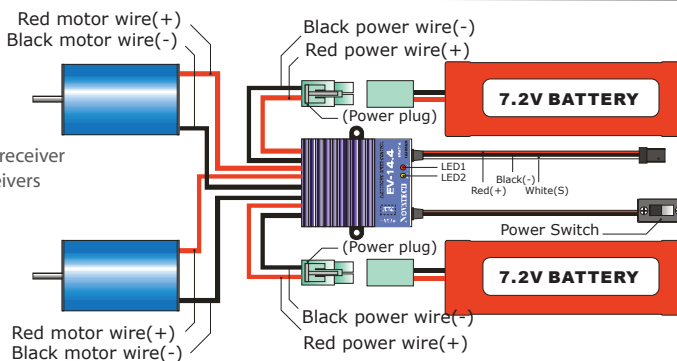 Red motor wire(+)
Black motor wire(-)
Black power wire(-)
Red power wire(+)
(Power plug)
7.2V BATTERY
receiver
eivers
EV-14.4
NOVATECH
LED1
LED2
Red(+)
Black(-)
White(S)
Power Switch
(Power plug)
7.2V BATTERY
Black power wire(-)
Red power wire(+)
Red motor wire(+)
Black motor wire(-)